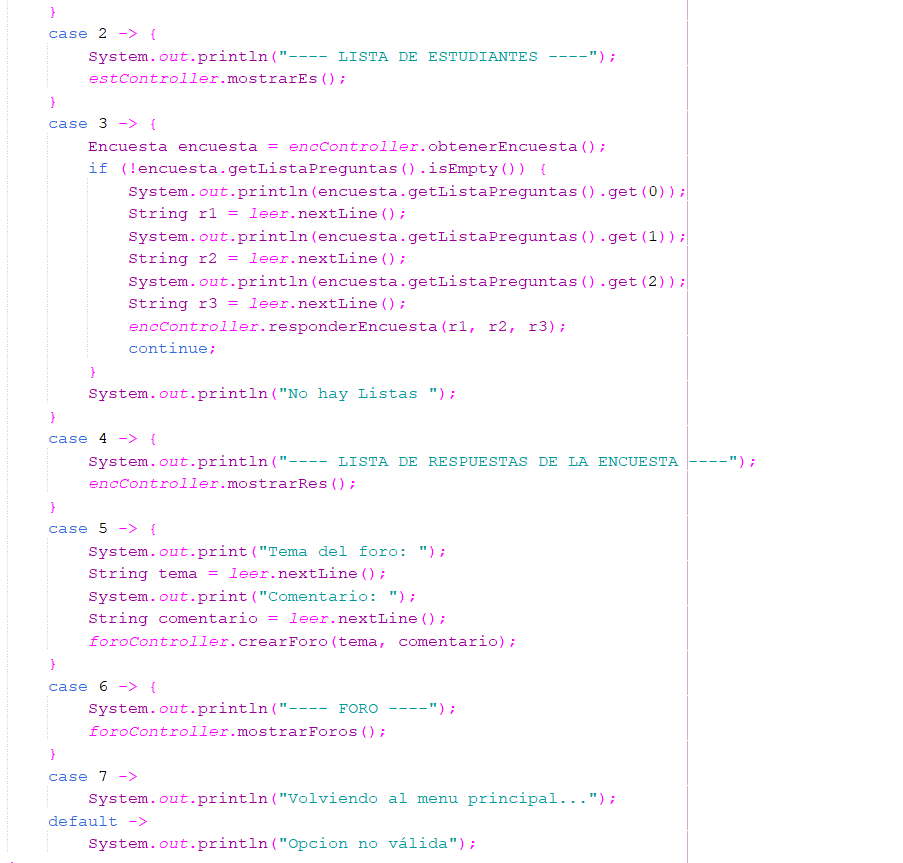 }
case 2 -> {
System.out.println("---- LISTA DE ESTUDIANTES ----");
estController.mostrarEs();
}
case 3 -> {
Encuesta encuesta = encController.obtenerEncuesta();
if (!encuesta.getListaPreguntas().isEmpty()) {
System.out.println(encuesta.getListaPreguntas().get(0));
String r1 = leer.nextLine();
System.out.println(encuesta.getListaPreguntas().get(1));
String r2 = leer.nextLine();
System.out.println(encuesta.getListaPreguntas().get(2));
String r3 = leer.nextLine();
encController.responderEncuesta(r1, r2, r3);
continue;
}
System.out.println("No hay Listas ");
}
case 4 -> {
System.out.println("---- LISTA DE RESPUESTAS DE LA ENCUESTA ----");
encController.mostrarRes();
}
case 5 -> {
System.out.print("Tema del foro: ");
String tema = leer.nextLine();
System.out.print("Comentario: ");
String comentario = leer.nextLine();
foroController.crearForo(tema, comentario);
}
case 6 -> {
System.out.println("---- FORO ----");
foroController.mostrarForos();
}
case 7 ->
System.out.println("Volviendo al menu principal...");
default ->
System.out.println("Opcion no válida");